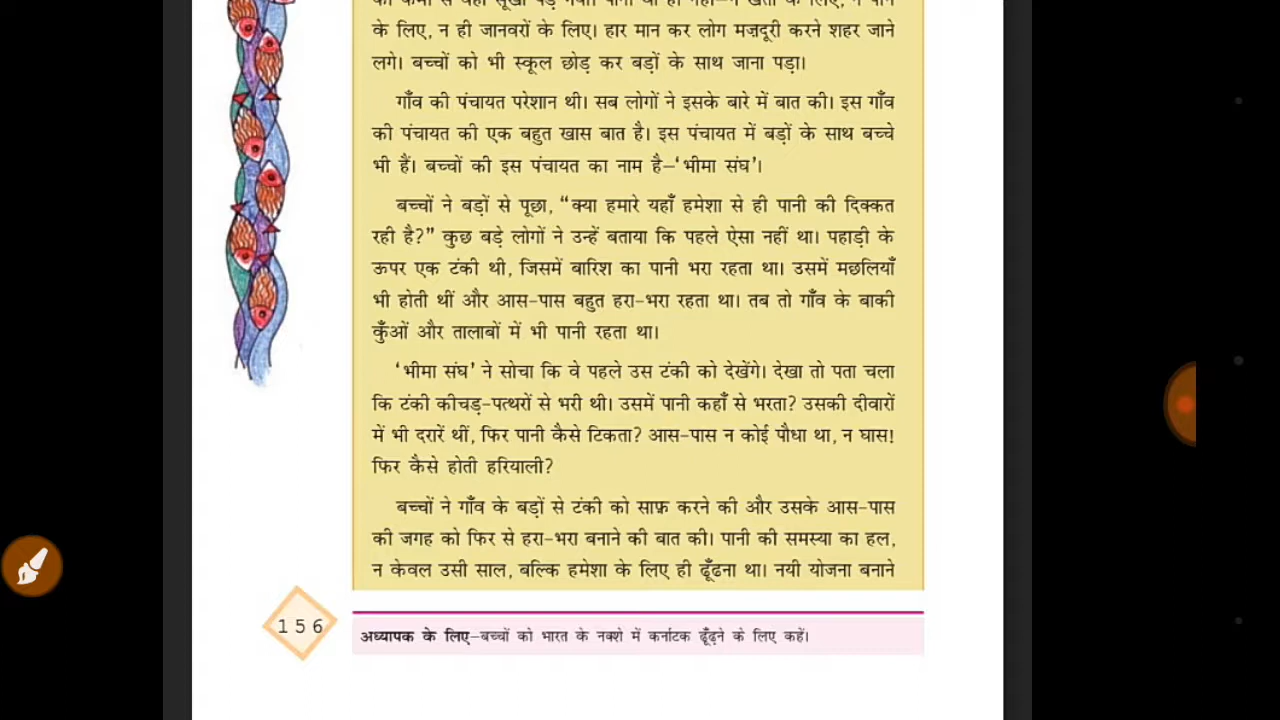 के लिए, न ही जानवरों के लिए। हार मान कर लोग मज़दूरी करने शहर जाने
लगे। बच्चों को भी स्कूल छोड़ कर बड़ों के साथ जाना पड़ा।
गाँव की पंचायत परेशान थी। सब लोगों ने इसके बारे में बात की। इस गाँव
की पंचायत की एक बहुत खास बात है। इस पंचायत में बड़ों के साथ बच्चे
भी हैं। बच्चों की इस पंचायत का नाम है—‘भीमा संघ’।
बच्चों ने बड़ों से पूछा, “क्या हमारे यहाँ हमेशा से ही पानी की दिक्कत
रही है?” कुछ बड़े लोगों ने उन्हें बताया कि पहले ऐसा नहीं था। पहाड़ी के
ऊपर एक टंकी थी, जिसमें बारिश का पानी भरा रहता था। उसमें मछलियाँ
भी होती थीं और आस-पास बहुत हरा-भरा रहता था। तब तो गाँव के बाकी
कुँओं और तालाबों में भी पानी रहता था।
‘भीमा संघ’ ने सोचा कि वे पहले उस टंकी को देखेंगे। देखा तो पता चला
कि टंकी कीचड़-पत्थरों से भरी थी। उसमें पानी कहाँ से भरता? उसकी दीवारों
में भी दरारें थीं, फिर पानी कैसे टिकता? आस-पास न कोई पौधा था, न घास!
फिर कैसे होती हरियाली?
बच्चों ने गाँव के बड़ों से टंकी को साफ़ करने की और उसके आस-पास
की जगह को फिर से हरा-भरा बनाने की बात की। पानी की समस्या का हल,
न केवल उसी साल, बल्कि हमेशा के लिए ही ढूँढना था। नयी योजना बनाने
156
अध्यापक के लिए—बच्चों को भारत के नक्शे में कर्नाटक ढूँढ़ने के लिए कहें।